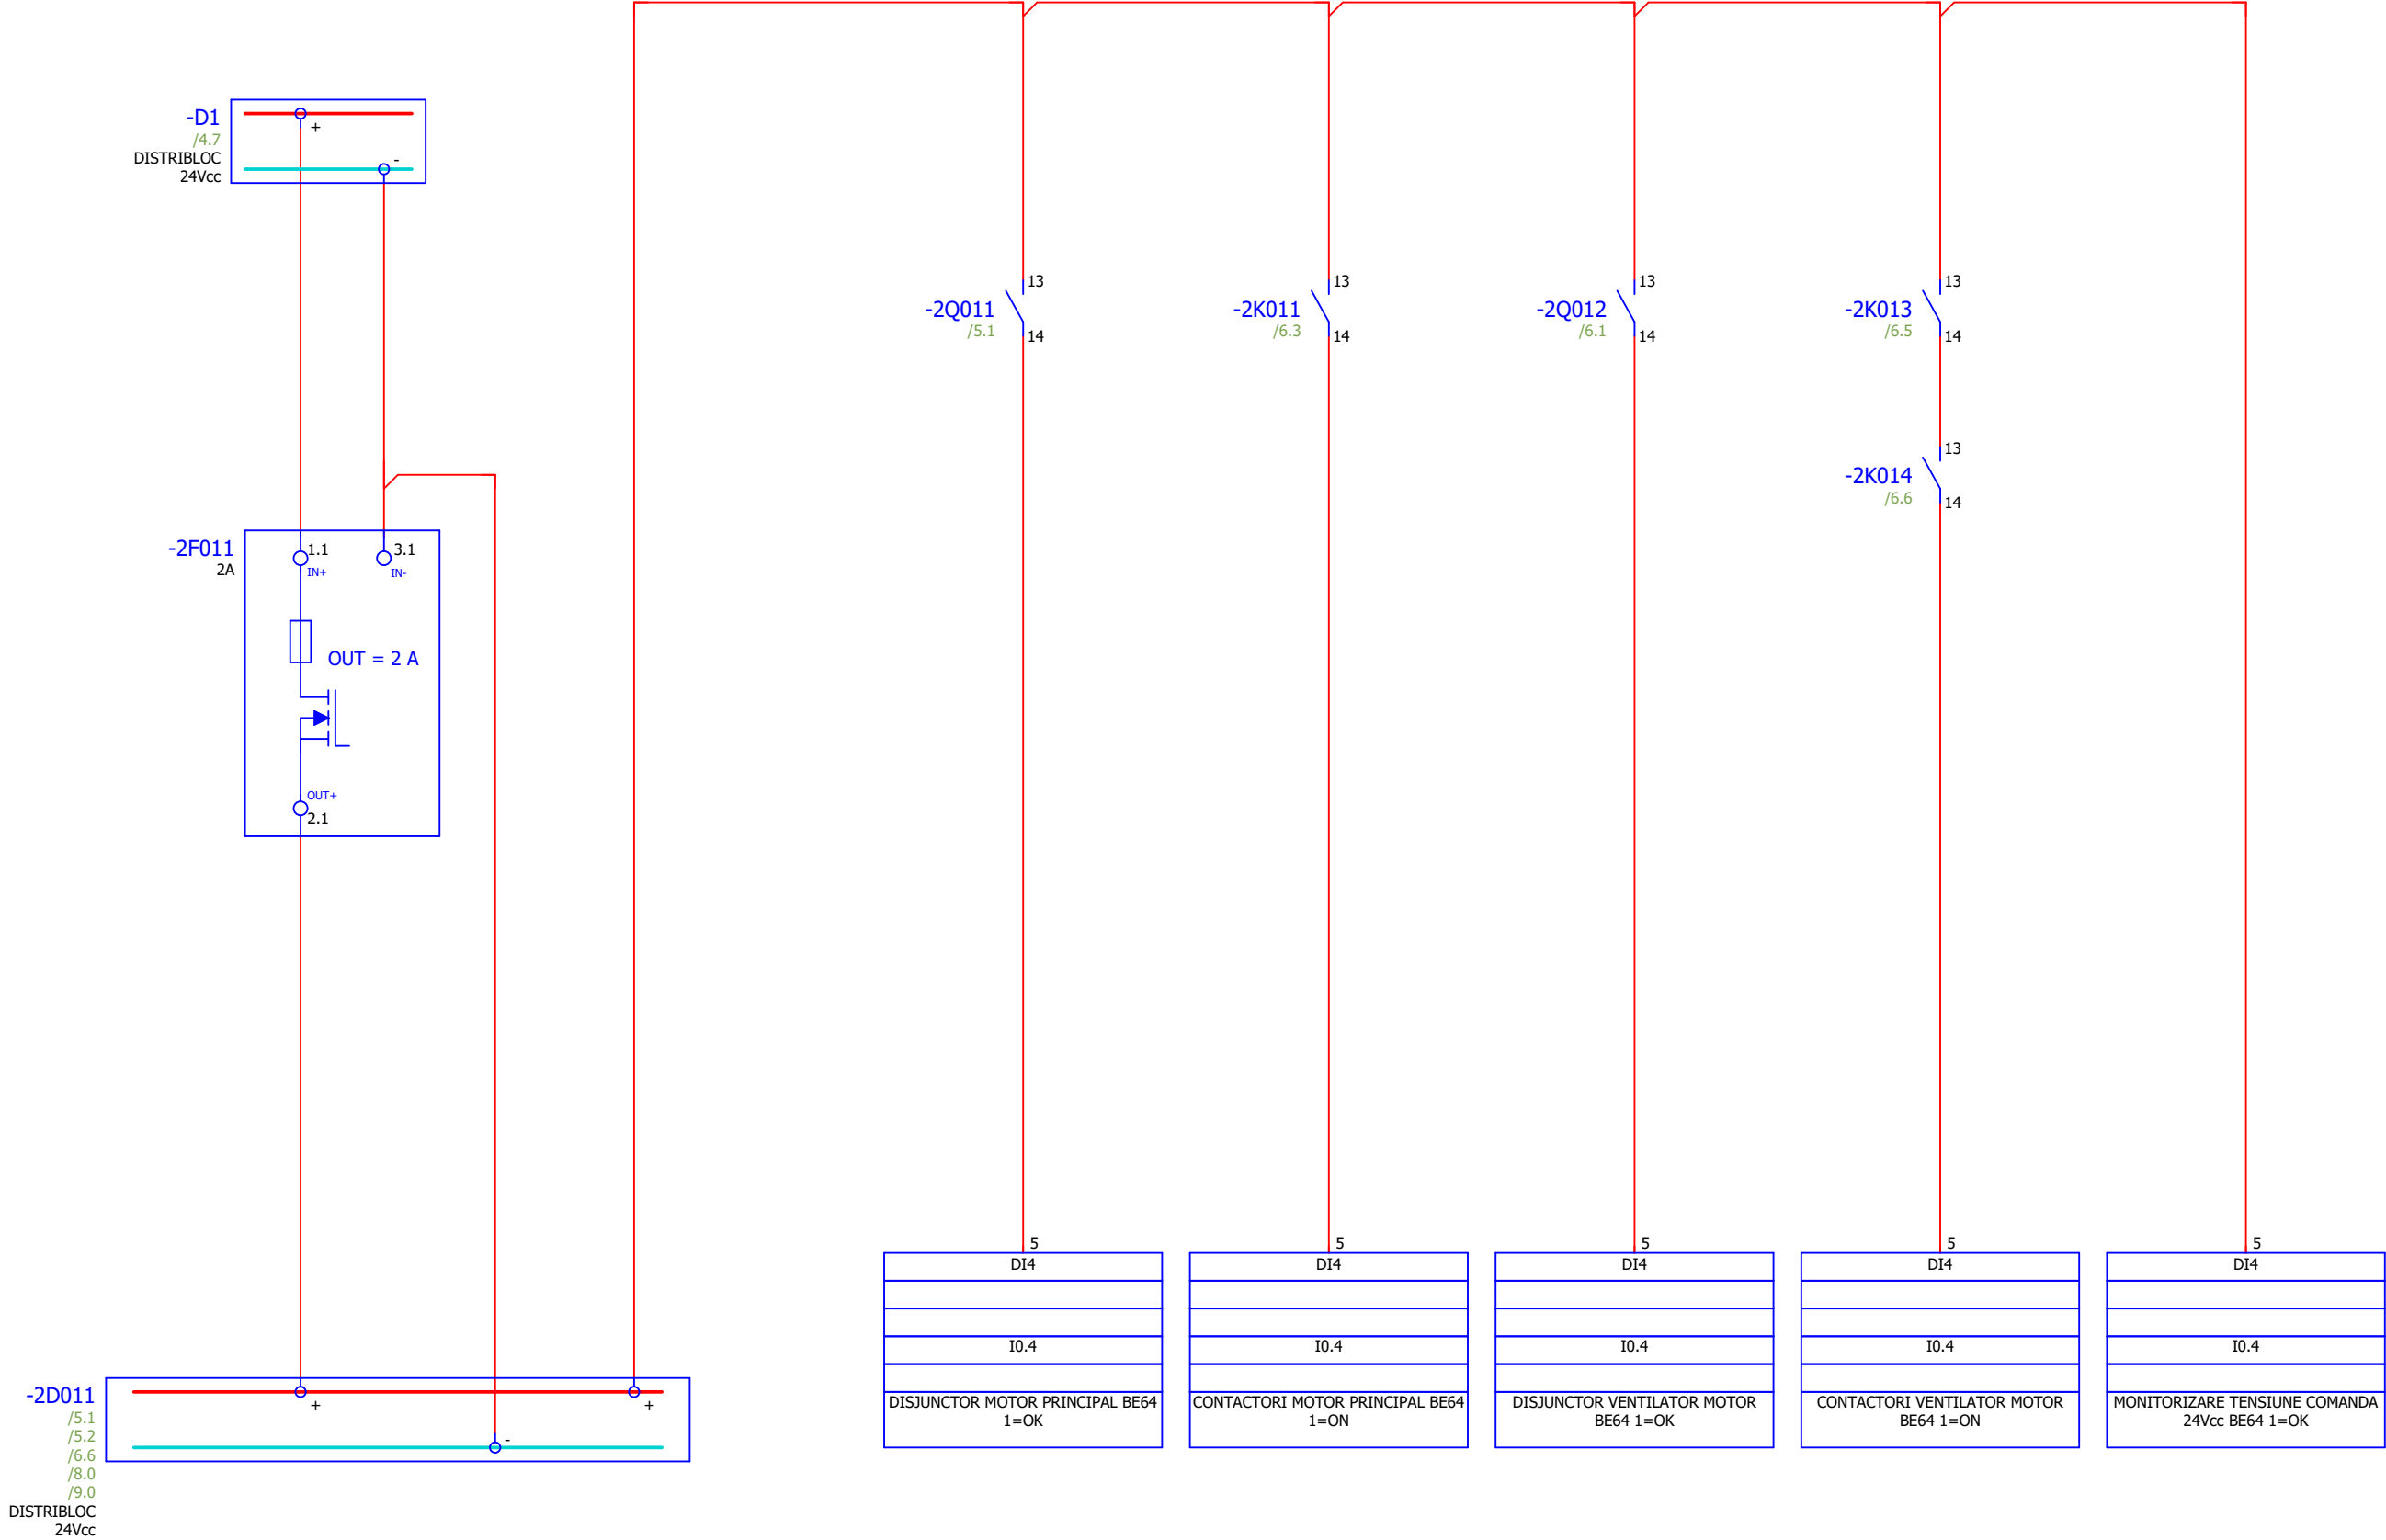 -D1
/4.7
DISTRIBLOC
24Vcc
+
-
-2Q011
/5.1
13
14
-2K011
/6.3
13
14
-2Q012
/6.1
13
14
-2K013
/6.5
13
14
-2K014
/6.6
13
14
-2F011
2A
1.1
IN+
3.1
IN-
OUT = 2 A
OUT+
2.1
5
DI4
I0.4
DISJUNCTOR MOTOR PRINCIPAL BE64
1=OK
5
DI4
I0.4
CONTACTORI MOTOR PRINCIPAL BE64
1=ON
5
DI4
I0.4
DISJUNCTOR VENTILATOR MOTOR
BE64 1=OK
5
DI4
I0.4
CONTACTORI VENTILATOR MOTOR
BE64 1=ON
5
DI4
I0.4
MONITORIZARE TENSIUNE COMANDA
24Vcc BE64 1=OK
-2D011
/5.1
/5.2
/6.6
/8.0
/9.0
DISTRIBLOC
24Vcc
+
+
-